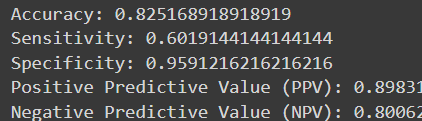 Accuracy: 0.825168918918919
Sensitivity: 0.6019144144144144
Specificity: 0.9591216216216216
Positive Predictive Value (PPV): 0.89831
Negative Predictive Value (NPV): 0.80062